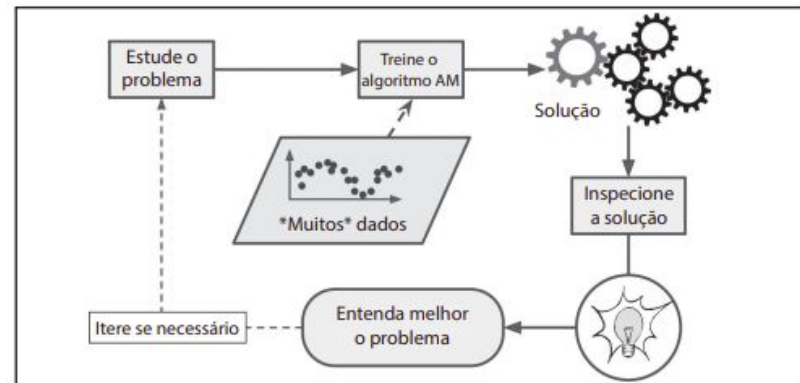 Estude o
problema
Treine o
algoritmo AM
Solução
*Muitos* dados
Inspecione
a solução
Entenda melhor
o problema
Itere se necessário